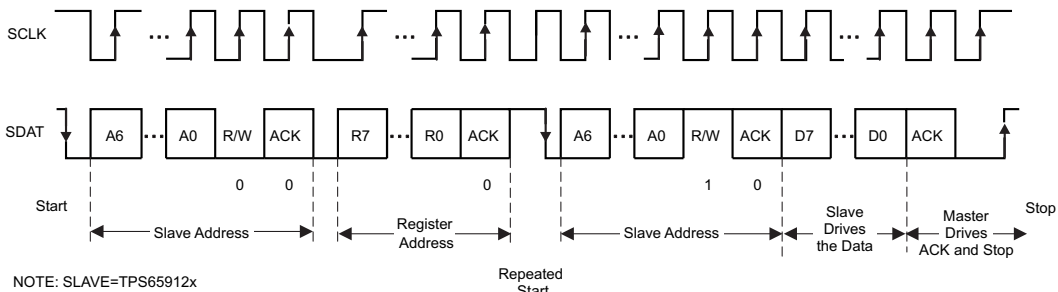 SCLK
... ... ... ...
SDAT A6 ... A0 R/W ACK R7 ... R0 ACK A6 ... A0 R/W ACK D7 ... D0 ACK
0 0 0 1 0
Start Slave Address Register Address Slave Address Slave Drives the Data Master Drives ACK and Stop Stop
NOTE: SLAVE=TPS65912x
Repeated Start